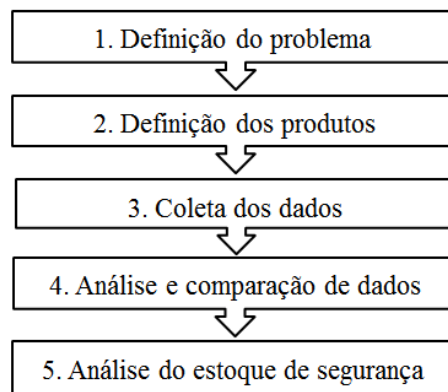 1. Definição do problema
2. Definição dos produtos
3. Coleta dos dados
4. Análise e comparação de dados
5. Análise do estoque de segurança